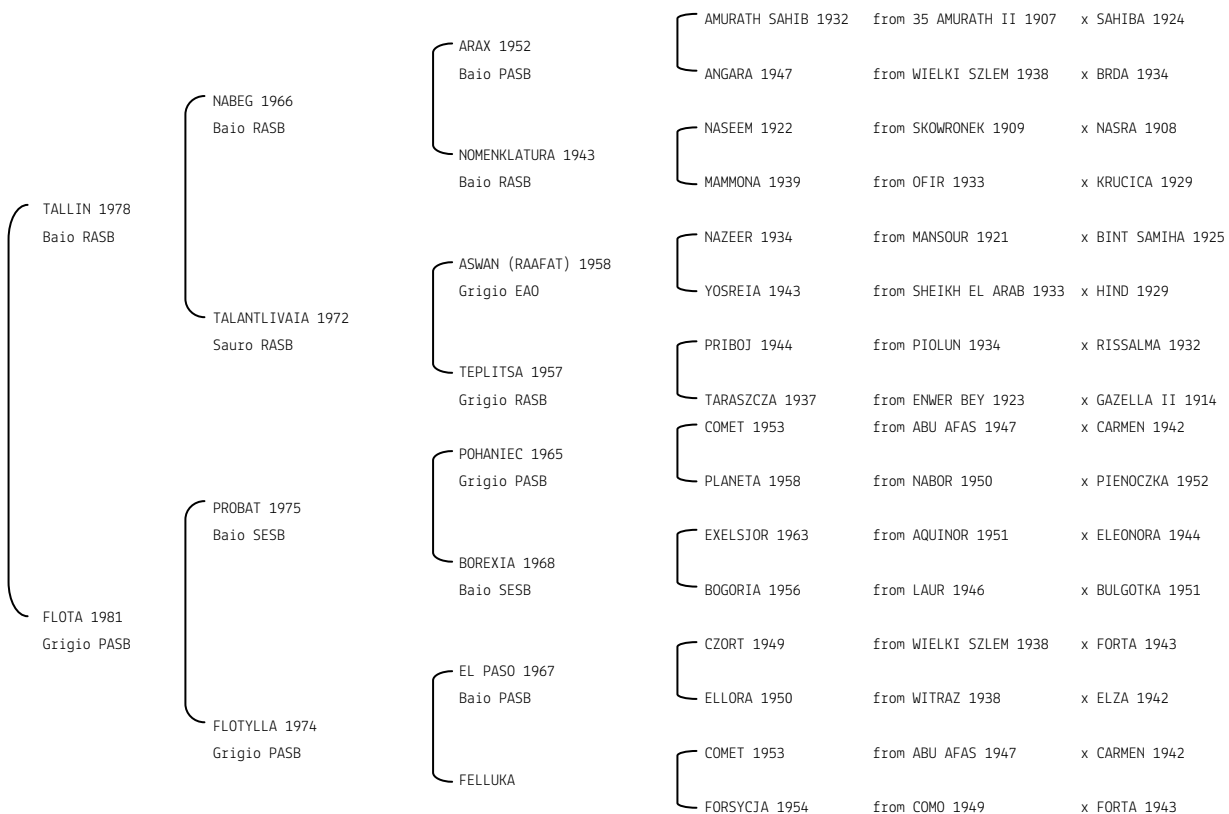 AMURATH SAHIB 1932 from 35 AMURATH II 1907 x SAHIBA 1924
ARAX 1952
Baio PASB
ANGARA 1947 from WIELKI SZLEM 1938 x BRDA 1934
NABEG 1966
Baio RASB
NASEEM 1922 from SKOWRONEK 1909 x NASRA 1908
NOMENKLATURA 1943
Baio RASB
MAMMONA 1939 from OFIR 1933 x KRUCICA 1929
TALLIN 1978
Baio RASB
NAZEER 1934 from MANSOUR 1921 x BINT SAMIHA 1925
ASWAN (RAAFAT) 1958
Grigio EAO
YOSREIA 1943 from SHEIKH EL ARAB 1933 x HIND 1929
TALANTLIVAIA 1972
Sauro RASB
PRIBOJ 1944 from PIOLUN 1934 x RISSALMA 1932
TEPLITSA 1957
Grigio RASB
TARASZCZA 1937 from ENWER BEY 1923 x GAZELLA II 1914
COMET 1953 from ABU AFAS 1947 x CARMEN 1942
POHANIEC 1965
Grigio PASB
PLANETA 1958 from NABOR 1950 x PIENOCZKA 1952
PROBAT 1975
Baio SESB
EXELSJOR 1963 from AQUINOR 1951 x ELEONORA 1944
BOREXIA 1968
Baio SESB
BOGORIA 1956 from LAUR 1946 x BULGOTKA 1951
FLOTA 1981
Grigio PASB
CZORT 1949 from WIELKI SZLEM 1938 x FORTA 1943
EL PASO 1967
Baio PASB
ELLORA 1950 from WITRAZ 1938 x ELZA 1942
FLOTYLLA 1974
Grigio PASB
COMET 1953 from ABU AFAS 1947 x CARMEN 1942
FELLUKA
FORSYCJA 1954 from COMO 1949 x FORTA 1943